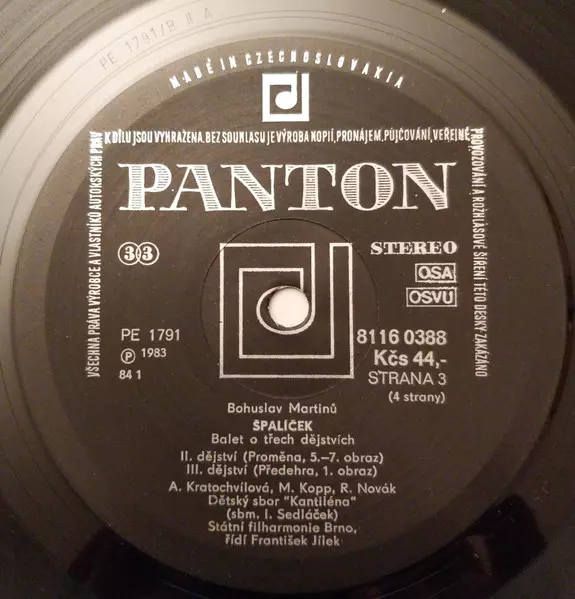 PE 1791/B II A
MADE IN CZECHOSLOVAKIA
VŠECHNA PRÁVA VÝROBCE A VLASTNÍKŮ AUTORSKÝCH PRÁV K DÍLU JSOU VYHRAŽENA. BEZ SOUHLASU JE VÝROBA KOPIÍ, PRONÁJEM, PŮJČOVÁNÍ, VEŘEJNÉ PROVOZOVÁNÍ A ROZHLASOVÉ ŠÍŘENÍ TÉTO DESKY ZAKÁZÁNO
PANTON
33 STEREO
OSA
OSVU
PE 1791 8116 0388
Ⓟ 1983 Kčs 44,-
84 1 STRANA 3
(4 strany)
Bohuslav Martinů
ŠPALÍČEK
Balet o třech dějstvích
II. dějství (Proměna, 5.–7. obraz)
III. dějství (Předehra, 1. obraz)
A. Kratochvílová, M. Kopp, R. Novák
Dětský sbor "Kantiléna"
(sbm. I. Sedláček)
Státní filharmonie Brno,
řídí František Jílek